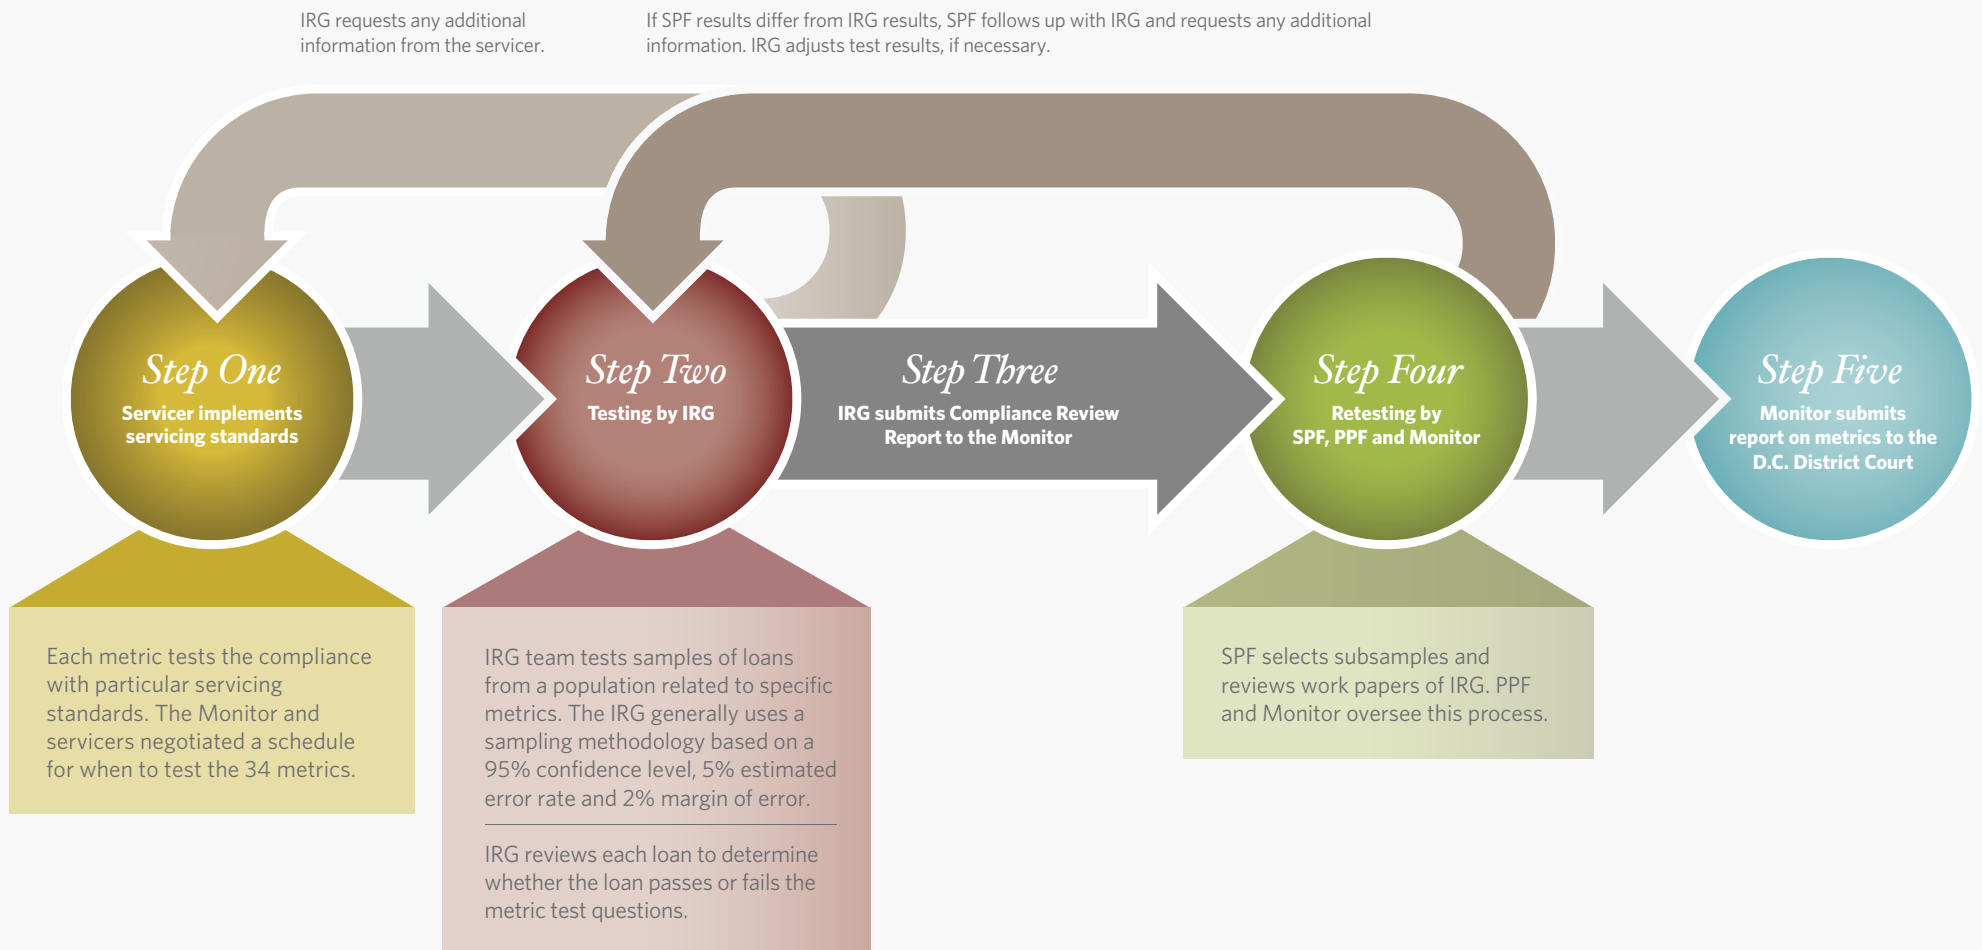 IRG requests any additional
information from the servicer.
If SPF results differ from IRG results, SPF follows up with IRG and requests any additional
information. IRG adjusts test results, if necessary.
Step One
Servicer implements
servicing standards
Step Two
Testing by IRG
Step Three
IRG submits Compliance Review
Report to the Monitor
Step Four
Retesting by
SPF, PPF and Monitor
Step Five
Monitor submits
report on metrics to the
D.C. District Court
Each metric tests the compliance
with particular servicing
standards. The Monitor and
servicers negotiated a schedule
for when to test the 34 metrics.
IRG team tests samples of loans
from a population related to specific
metrics. The IRG generally uses a
sampling methodology based on a
95% confidence level, 5% estimated
error rate and 2% margin of error.
IRG reviews each loan to determine
whether the loan passes or fails the
metric test questions.
SPF selects subsamples and
reviews work papers of IRG. PPF
and Monitor oversee this process.